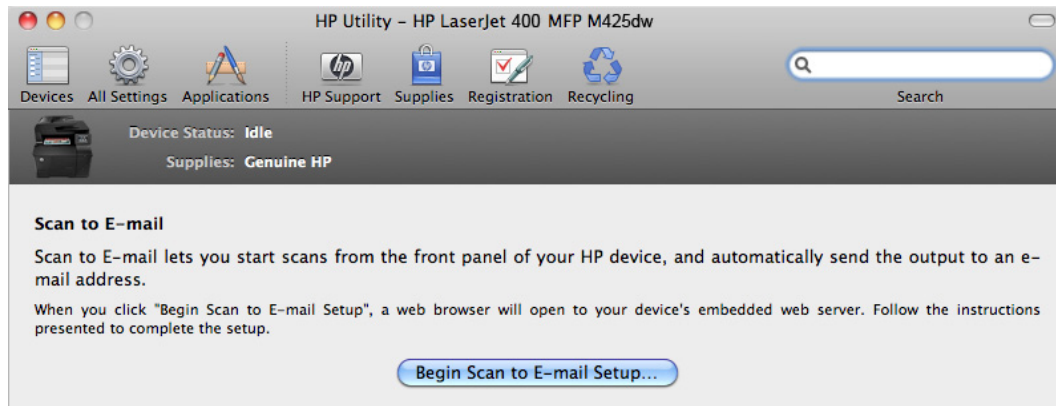 HP Utility – HP LaserJet 400 MFP M425dw
Devices All Settings Applications HP Support Supplies Registration Recycling Search
Device Status: Idle
Supplies: Genuine HP
Scan to E-mail
Scan to E-mail lets you start scans from the front panel of your HP device, and automatically send the output to an e-
mail address.
When you click "Begin Scan to E-mail Setup", a web browser will open to your device's embedded web server. Follow the instructions
presented to complete the setup.
Begin Scan to E-mail Setup...